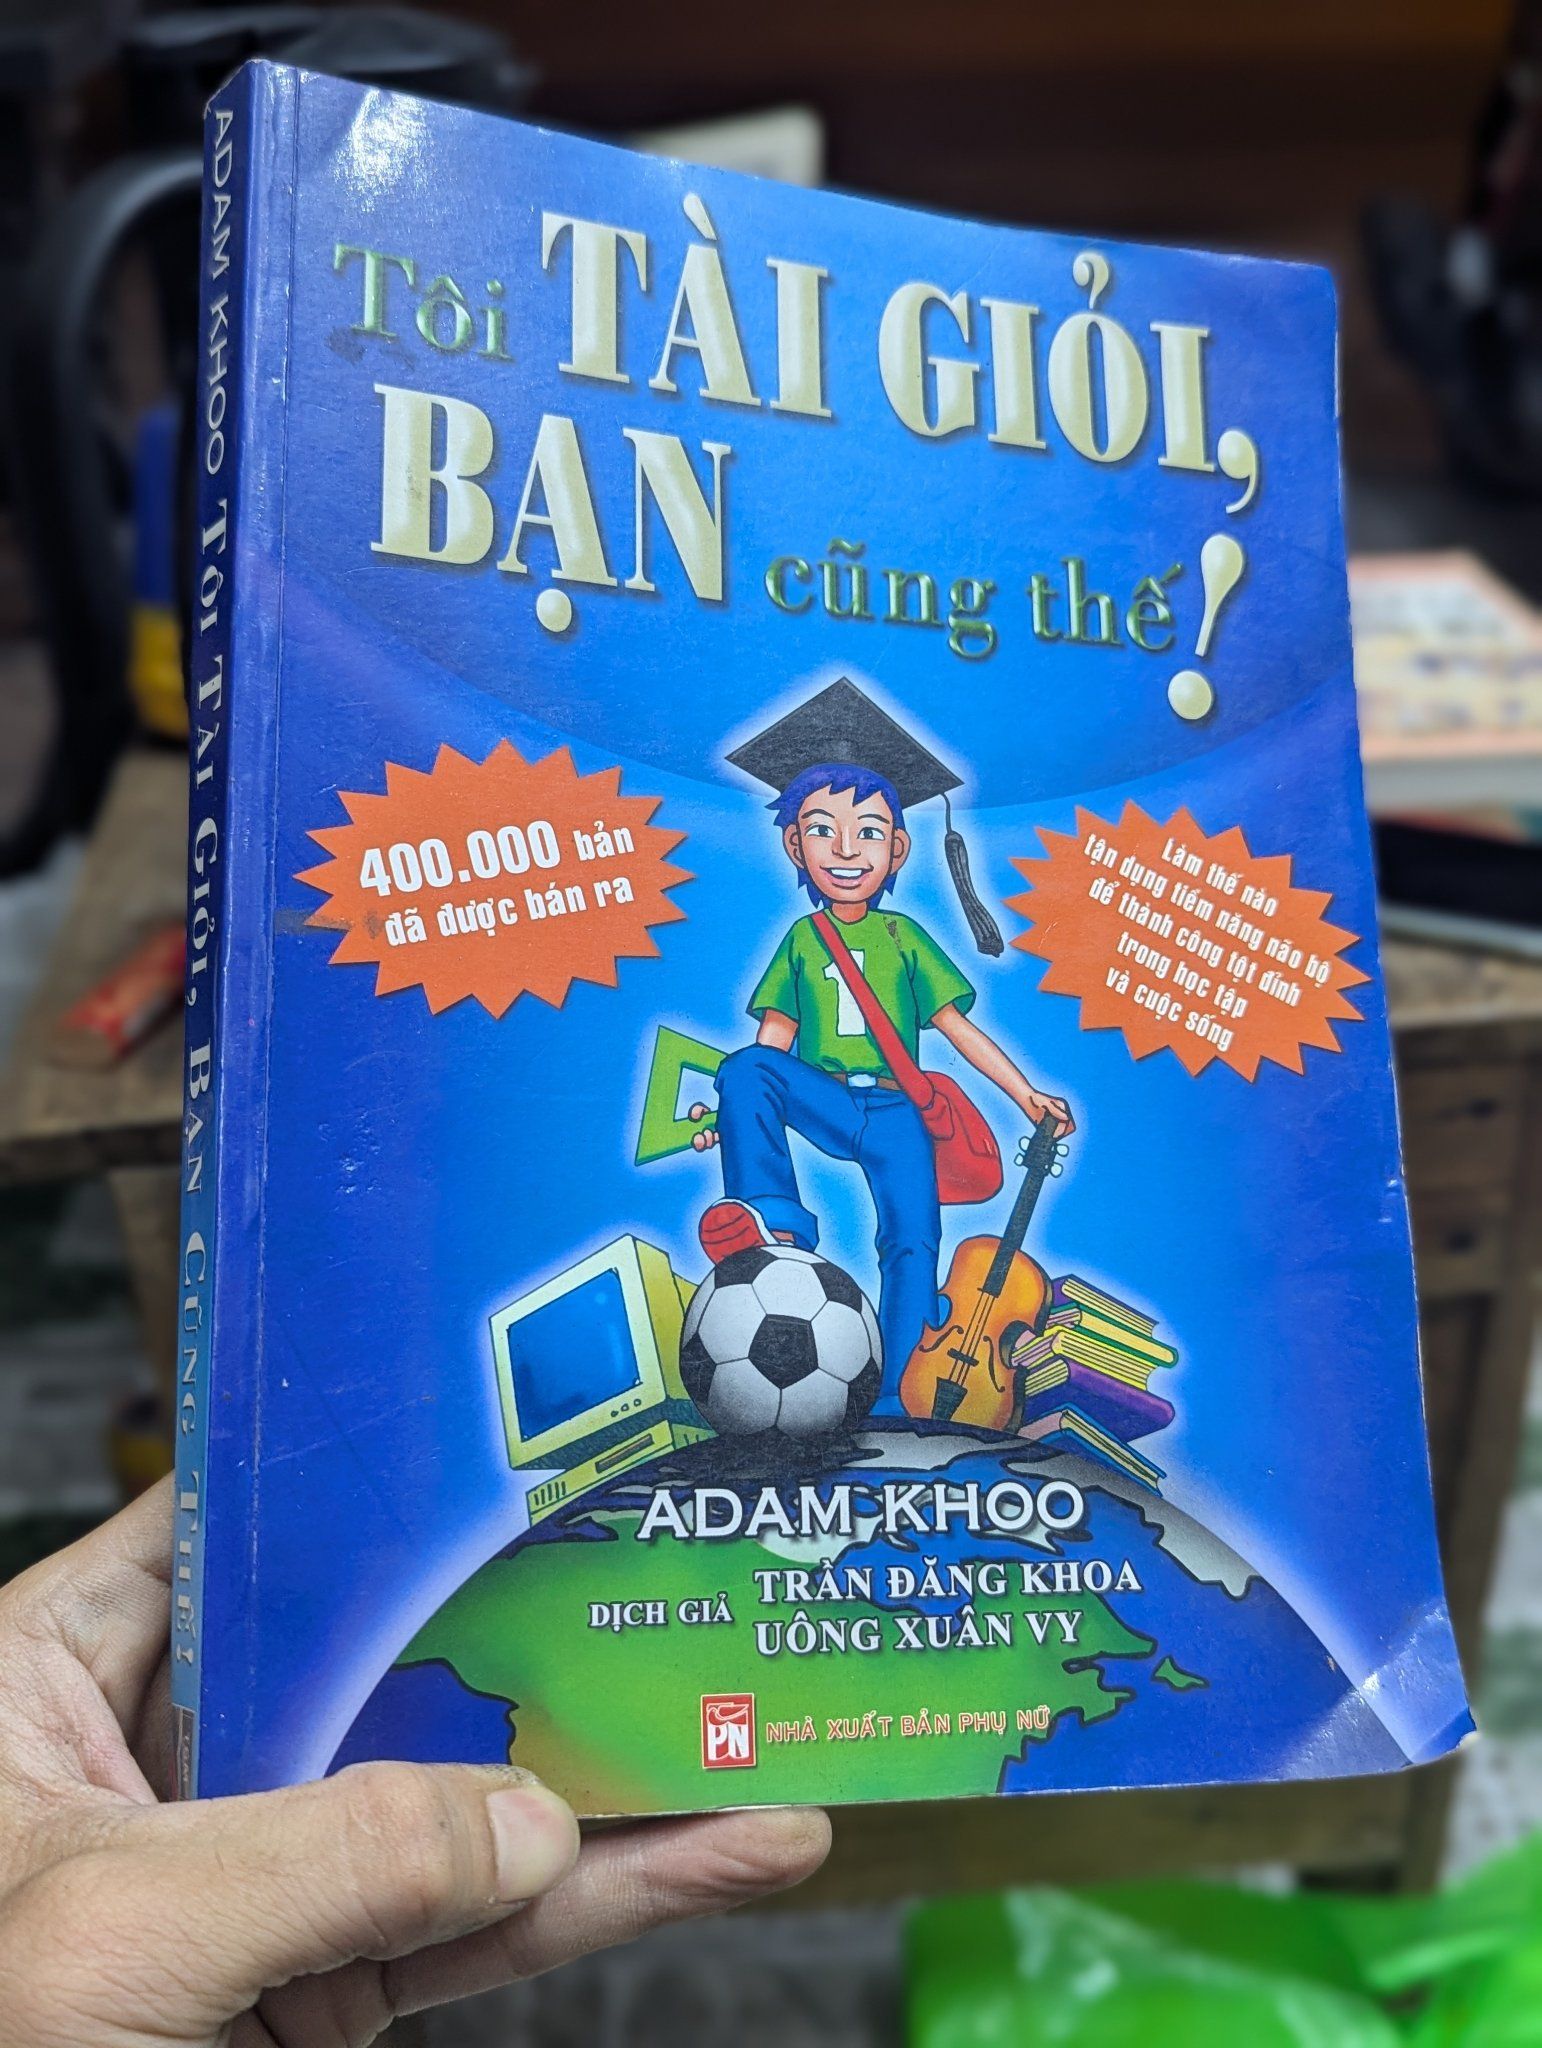 ADAM KHOO TÔI TÀI GIỎI, BẠN CŨNG THẾ!
Tôi TÀI GIỎI,
BẠN cũng thế!
400.000 bản
đã được bán ra
Làm thế nào
tận dụng tiềm năng não bộ
để thành công tột đỉnh
trong học tập
và cuộc sống
1
ADAM KHOO
DỊCH GIẢ
TRẦN ĐĂNG KHOA
UÔNG XUÂN VY
PN
NHÀ XUẤT BẢN PHỤ NỮ